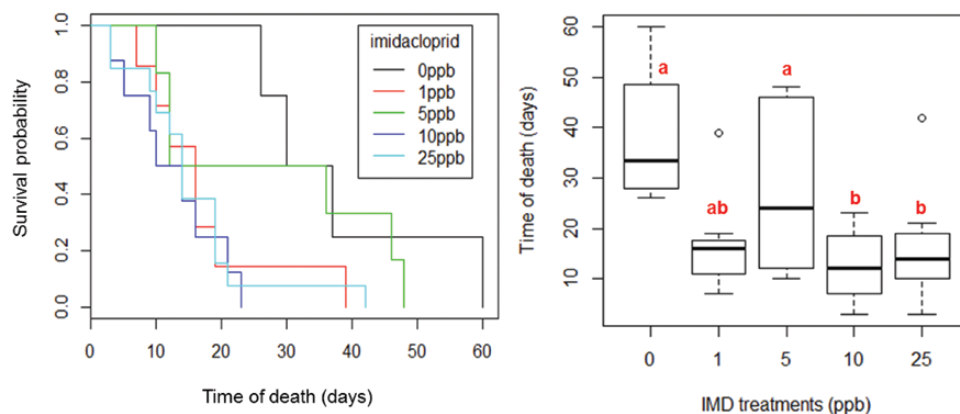 Survival probability
1.0
0.8
0.6
0.4
0.2
0.0
imidacloprid
0ppb
1ppb
5ppb
10ppb
25ppb
0 10 20 30 40 50 60
Time of death (days)
Time of death (days)
60
50
40
30
20
10
a
a
ab
b
b
0 1 5 10 25
IMD treatments (ppb)